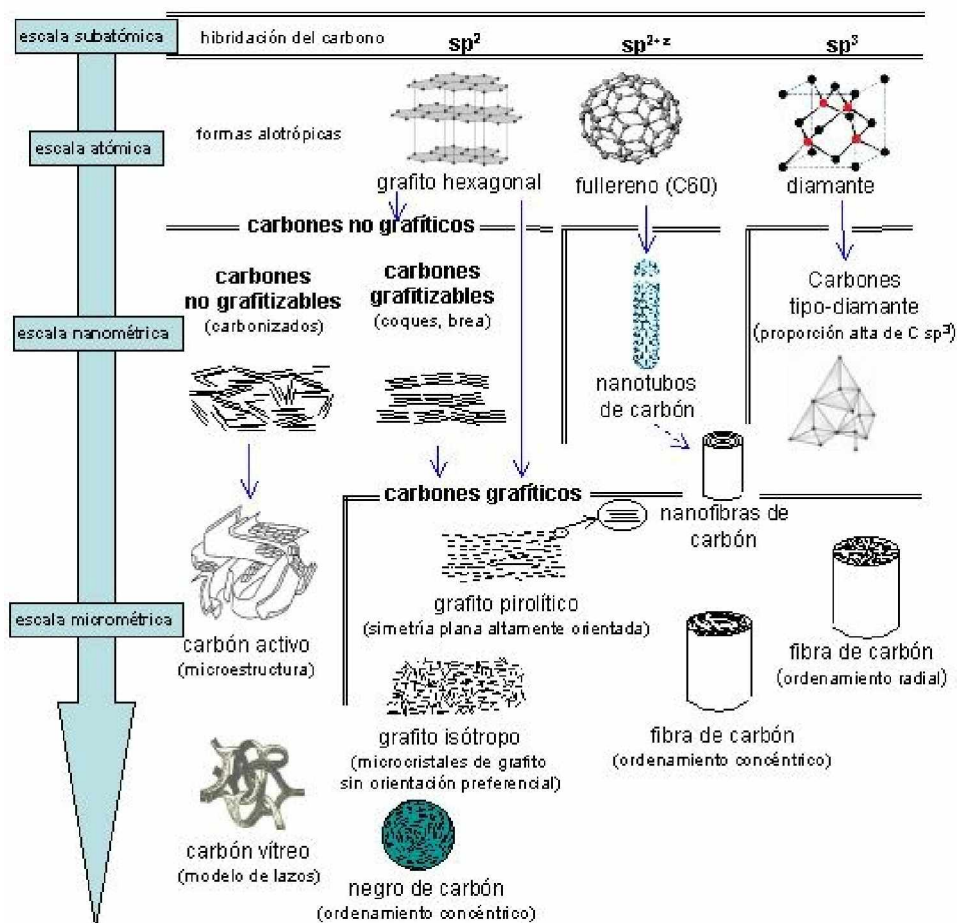 escala subatómica
hibridación del carbono
sp²
sp²⁺ᶻ
sp³
escala atómica
formas alotrópicas
grafito hexagonal
fullereno (C60)
diamante
carbones no grafíticos
carbones
no grafitizables
(carbonizados)
carbones
grafitizables
(coques, brea)
escala nanométrica
nanotubos
de carbón
Carbones
tipo-diamante
(proporción alta de C sp³)
carbones grafíticos
nanofibras de
carbón
escala micrométrica
carbón activo
(microestructura)
grafito pirolítico
(simetría plana altamente orientada)
fibra de carbón
(ordenamiento radial)
grafito isótropo
(microcristales de grafito
sin orientación preferencial)
fibra de carbón
(ordenamiento concéntrico)
carbón vítreo
(modelo de lazos)
negro de carbón
(ordenamiento concéntrico)